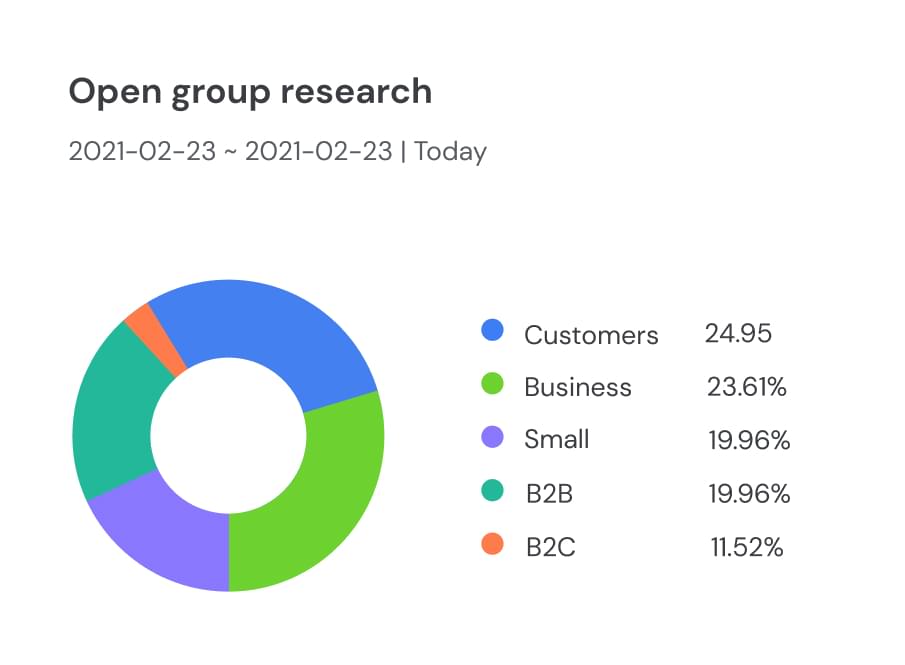 Open group research
2021-02-23 ~ 2021-02-23 | Today
Customers 24.95
Business 23.61%
Small 19.96%
B2B 19.96%
B2C 11.52%